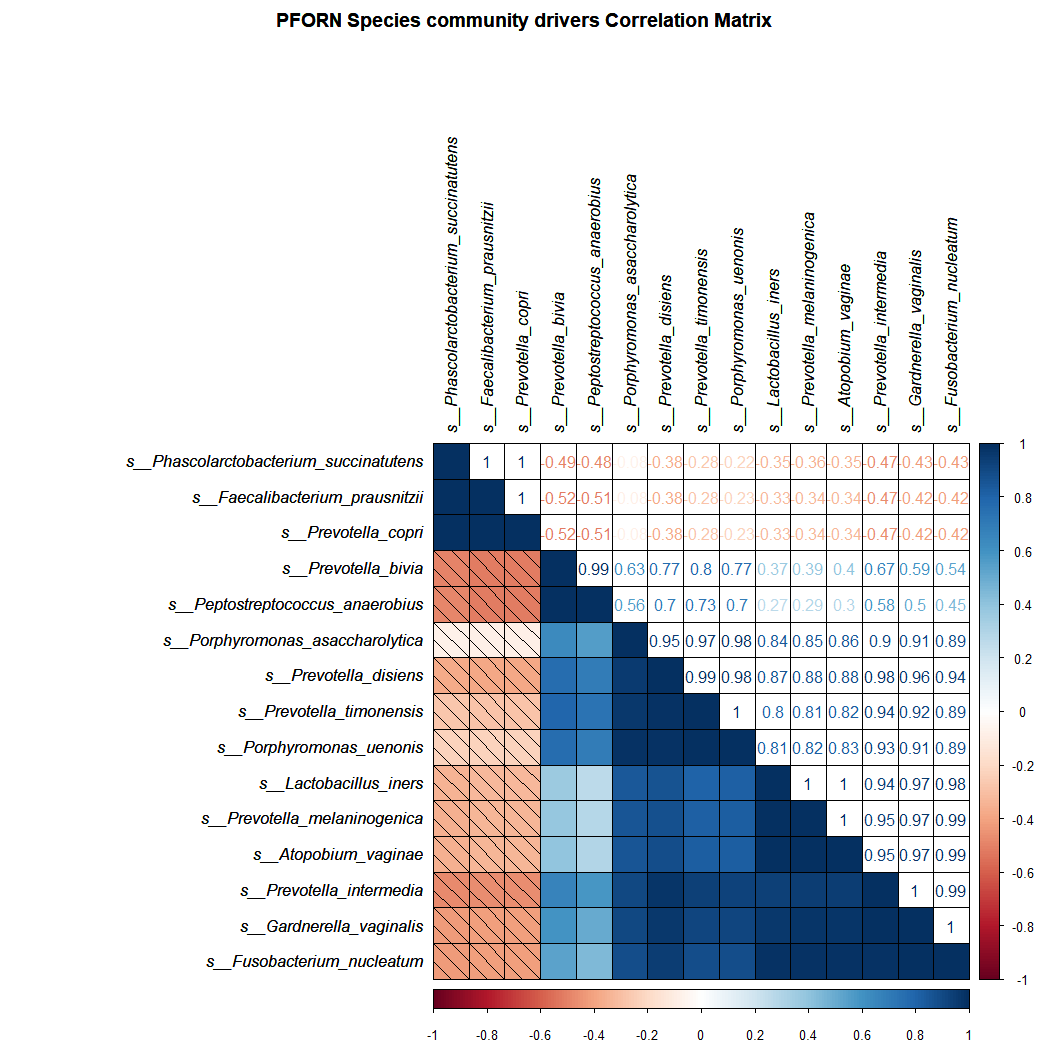 PFORN Species community drivers Correlation Matrix
s__Phascolarctobacterium_succinatutens
s__Faecalibacterium_prausnitzii
s__Prevotella_copri
s__Prevotella_bivia
s__Peptostreptococcus_anaerobius
s__Porphyromonas_asaccharolytica
s__Prevotella_disiens
s__Prevotella_timonensis
s__Porphyromonas_uenonis
s__Lactobacillus_iners
s__Prevotella_melaninogenica
s__Atopobium_vaginae
s__Prevotella_intermedia
s__Gardnerella_vaginalis
s__Fusobacterium_nucleatum
s__Phascolarctobacterium_succinatutens 1 1 -0.49 -0.48 -0.08 -0.38 -0.28 -0.22 -0.35 -0.36 -0.35 -0.47 -0.43 -0.43
s__Faecalibacterium_prausnitzii 1 -0.52 -0.51 -0.38 -0.28 -0.23 -0.33 -0.34 -0.34 -0.47 -0.42 -0.42
s__Prevotella_copri -0.52 -0.51 -0.08 -0.38 -0.28 -0.23 -0.33 -0.34 -0.34 -0.47 -0.42 -0.42
s__Prevotella_bivia 0.99 0.63 0.77 0.8 0.77 0.37 0.39 0.4 0.67 0.59 0.54
s__Peptostreptococcus_anaerobius 0.56 0.7 0.73 0.7 0.27 0.29 0.3 0.58 0.5 0.45
s__Porphyromonas_asaccharolytica 0.95 0.97 0.98 0.84 0.85 0.86 0.9 0.91 0.89
s__Prevotella_disiens 0.99 0.98 0.87 0.88 0.88 0.98 0.96 0.94
s__Prevotella_timonensis 1 0.8 0.81 0.82 0.94 0.92 0.89
s__Porphyromonas_uenonis 0.81 0.82 0.83 0.93 0.91 0.89
s__Lactobacillus_iners 1 1 0.94 0.97 0.98
s__Prevotella_melaninogenica 1 0.95 0.97 0.99
s__Atopobium_vaginae 0.95 0.97 0.99
s__Prevotella_intermedia 1 0.99
s__Gardnerella_vaginalis 1
s__Fusobacterium_nucleatum
1
0.8
0.6
0.4
0.2
0
-0.2
-0.4
-0.6
-0.8
-1
-1 -0.8 -0.6 -0.4 -0.2 0 0.2 0.4 0.6 0.8 1